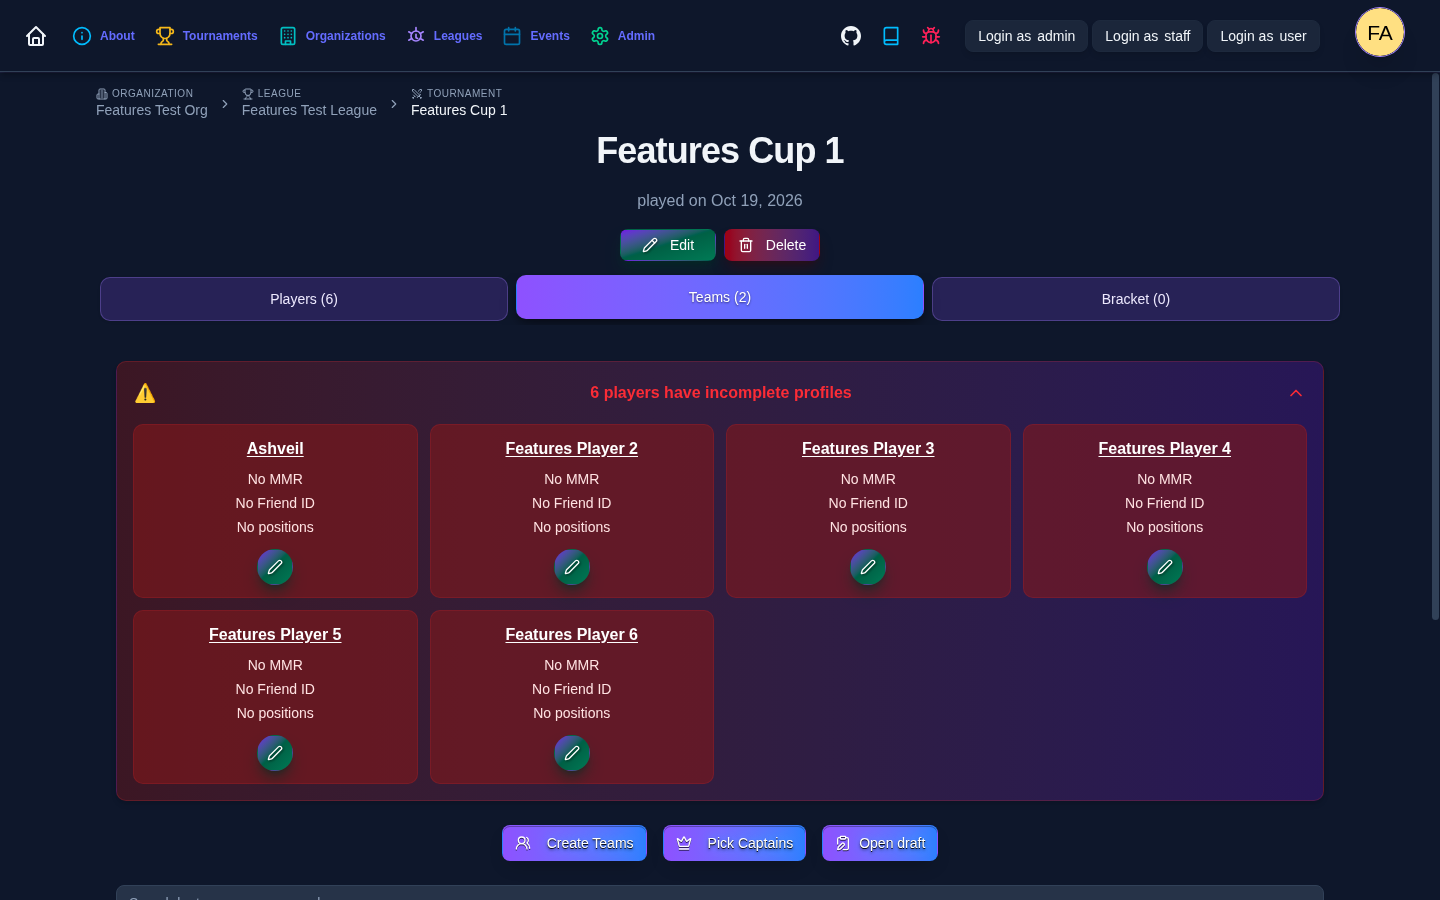 About
Tournaments
Organizations
Leagues
Events
Admin
Login as admin
Login as staff
Login as user
FA
ORGANIZATION
Features Test Org
LEAGUE
Features Test League
TOURNAMENT
Features Cup 1
Features Cup 1
played on Oct 19, 2026
Edit
Delete
Players (6)
Teams (2)
Bracket (0)
6 players have incomplete profiles
Ashveil
No MMR
No Friend ID
No positions
Features Player 2
No MMR
No Friend ID
No positions
Features Player 3
No MMR
No Friend ID
No positions
Features Player 4
No MMR
No Friend ID
No positions
Features Player 5
No MMR
No Friend ID
No positions
Features Player 6
No MMR
No Friend ID
No positions
Create Teams
Pick Captains
Open draft